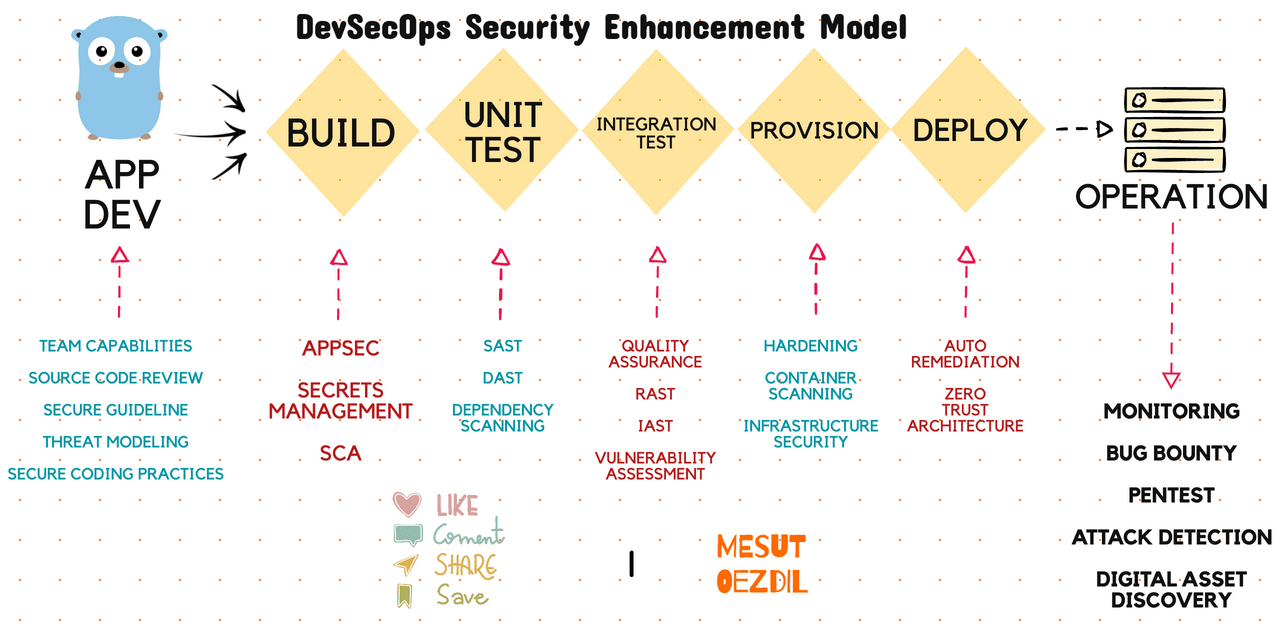 DevSecOps Security Enhancement Model
APP
DEV
BUILD
UNIT
TEST
INTEGRATION
TEST
PROVISION
DEPLOY
OPERATION
TEAM CAPABILITIES
SOURCE CODE REVIEW
SECURE GUIDELINE
THREAT MODELING
SECURE CODING PRACTICES
APPSEC
SECRETS
MANAGEMENT
SCA
SAST
DAST
DEPENDENCY
SCANNING
QUALITY
ASSURANCE
RAST
IAST
VULNERABILITY
ASSESSMENT
HARDENING
CONTAINER
SCANNING
INFRASTRUCTURE
SECURITY
AUTO
REMEDIATION
ZERO
TRUST
ARCHITECTURE
MONITORING
BUG BOUNTY
PENTEST
ATTACK DETECTION
DIGITAL ASSET
DISCOVERY
LIKE
Coment
SHARE
Save
|
MESUT
OEZDIL